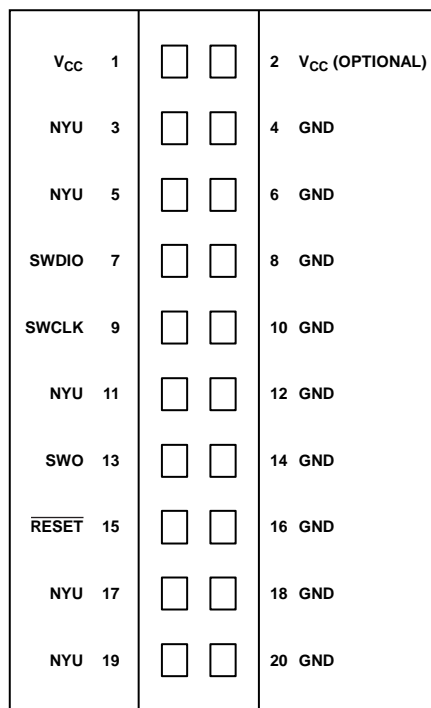 VCC 1 2 VCC (OPTIONAL)
NYU 3 4 GND
NYU 5 6 GND
SWDIO 7 8 GND
SWCLK 9 10 GND
NYU 11 12 GND
SWO 13 14 GND
RESET 15 16 GND
NYU 17 18 GND
NYU 19 20 GND